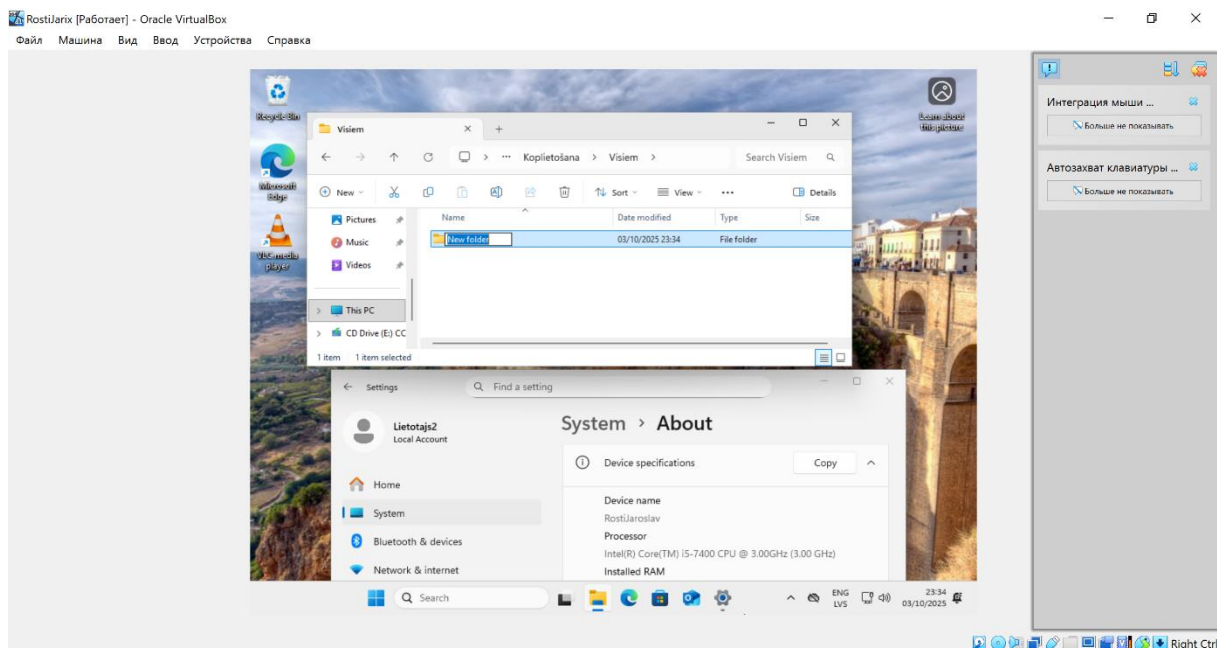 RostiJarix [Работает] - Oracle VirtualBox
Файл Машина Вид Ввод Устройства Справка
Recycle Bin
Learn about
this picture
Microsoft
Edge
VLC media
player
Visiem
Koplietošana > Visiem >
Search Visiem
New
Sort
View
Details
Pictures
Music
Videos
This PC
CD Drive (E:) CC
Name Date modified Type Size
New folder 03/10/2025 23:34 File folder
1 item 1 item selected
Settings
Find a setting
Lietotajs2
Local Account
Home
System
Bluetooth & devices
Network & internet
System > About
Device specifications
Copy
Device name
RostiJaroslav
Processor
Intel(R) Core(TM) i5-7400 CPU @ 3.00GHz (3.00 GHz)
Installed RAM
Search
ENG
LVS
23:34
03/10/2025
Интеграция мыши ...
Больше не показывать
Автозахват клавиатуры ...
Больше не показывать
Right Ctrl